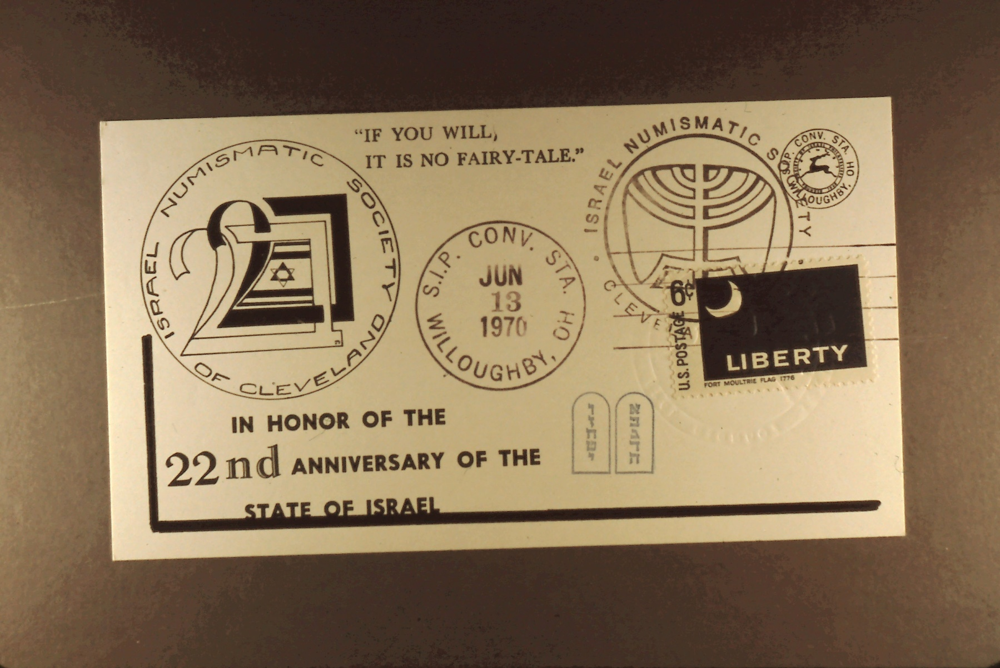 "IF YOU WILL,
IT IS NO FAIRY-TALE."
ISRAEL NUMISMATIC SOCIETY
OF CLEVELAND
21
S.I.P. CONV. STA.
WILLOUGHBY, OH
JUN
13
1970
ISRAEL NUMISMATIC SOCIETY
CLEVE
S.I.P. CONV. STA.
WILLOUGHBY, OH
U.S. POSTAGE 6¢
LIBERTY
FORT MOULTRIE FLAG 1776
IN HONOR OF THE
22nd ANNIVERSARY OF THE
STATE OF ISRAEL